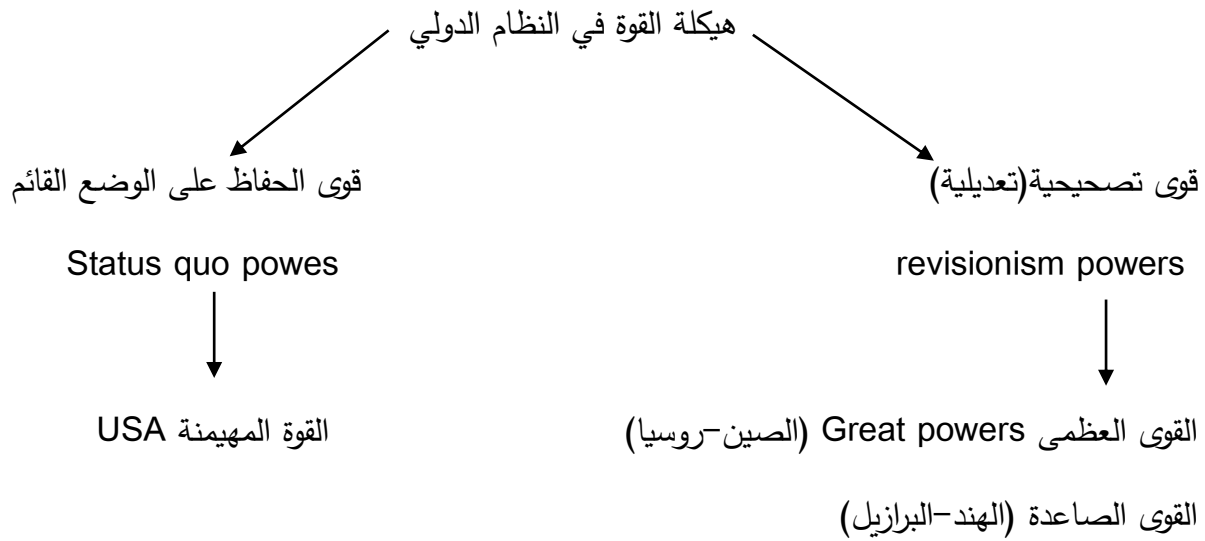 هيكلة القوة في النظام الدولي
قوى تصحيحية(تعديلية)
قوى الحفاظ على الوضع القائم
revisionism powers
Status quo powes
القوى العظمى Great powers (الصين-روسيا)
القوة المهيمنة USA
القوى الصاعدة (الهند-البرازيل)